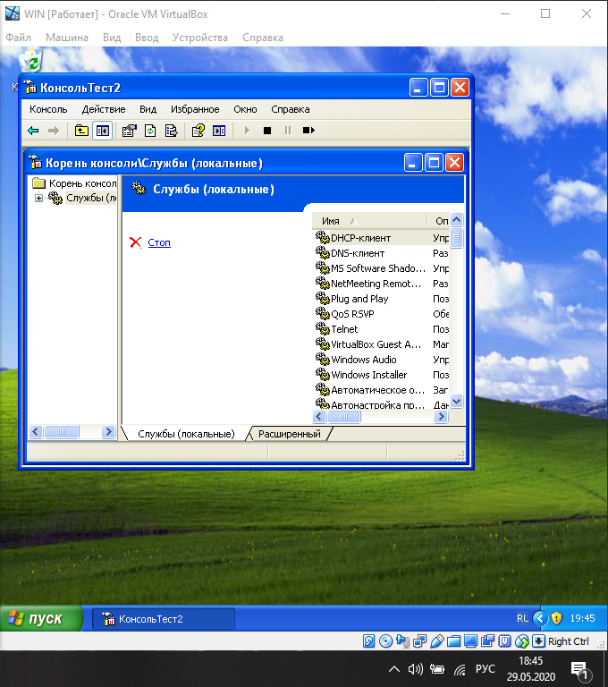 WIN [Работает] - Oracle VM VirtualBox
Файл Машина Вид Ввод Устройства Справка
КонсольТест2
Консоль Действие Вид Избранное Окно Справка
Корень консоли\Службы (локальные)
Корень консол
Службы (л
Службы (локальные)
Стоп
Имя Оп
DHCP-клиент Упр
DNS-клиент Раз
MS Software Shado... Упр
NetMeeting Remot... Раз
Plug and Play Поз
QoS RSVP Обе
Telnet Поз
VirtualBox Guest A... Мап
Windows Audio Упр
Windows Installer Поз
Автоматическое о... Заг
Автонастройка пр... Дан
Службы (локальные) Расширенный
пуск КонсольТест2 RL 19:45
Right Ctrl
РУС 18:45
29.05.2020
1